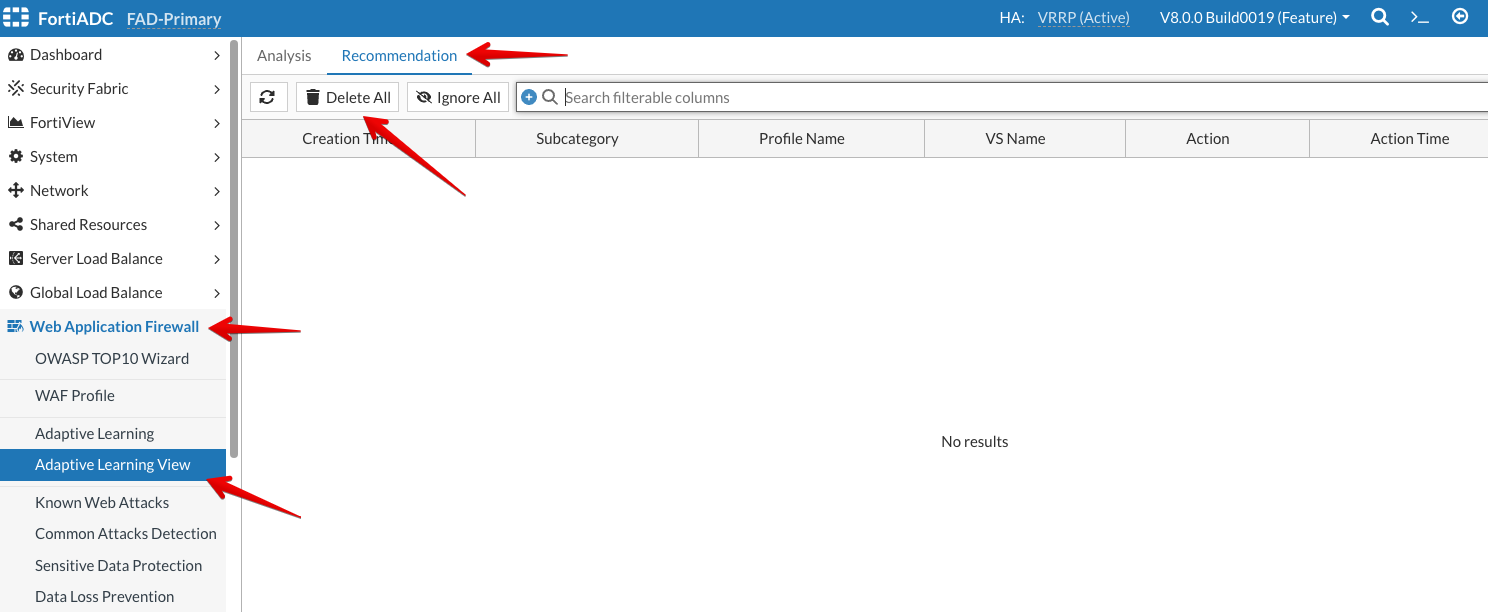 FortiADC FAD-Primary HA: VRRP (Active) V8.0.0 Build0019 (Feature) >_
Dashboard
Security Fabric
FortiView
System
Network
Shared Resources
Server Load Balance
Global Load Balance
Web Application Firewall
OWASP TOP10 Wizard
WAF Profile
Adaptive Learning
Adaptive Learning View
Known Web Attacks
Common Attacks Detection
Sensitive Data Protection
Data Loss Prevention
Analysis Recommendation
Delete All Ignore All Search filterable columns
Creation Time Subcategory Profile Name VS Name Action Action Time
No results